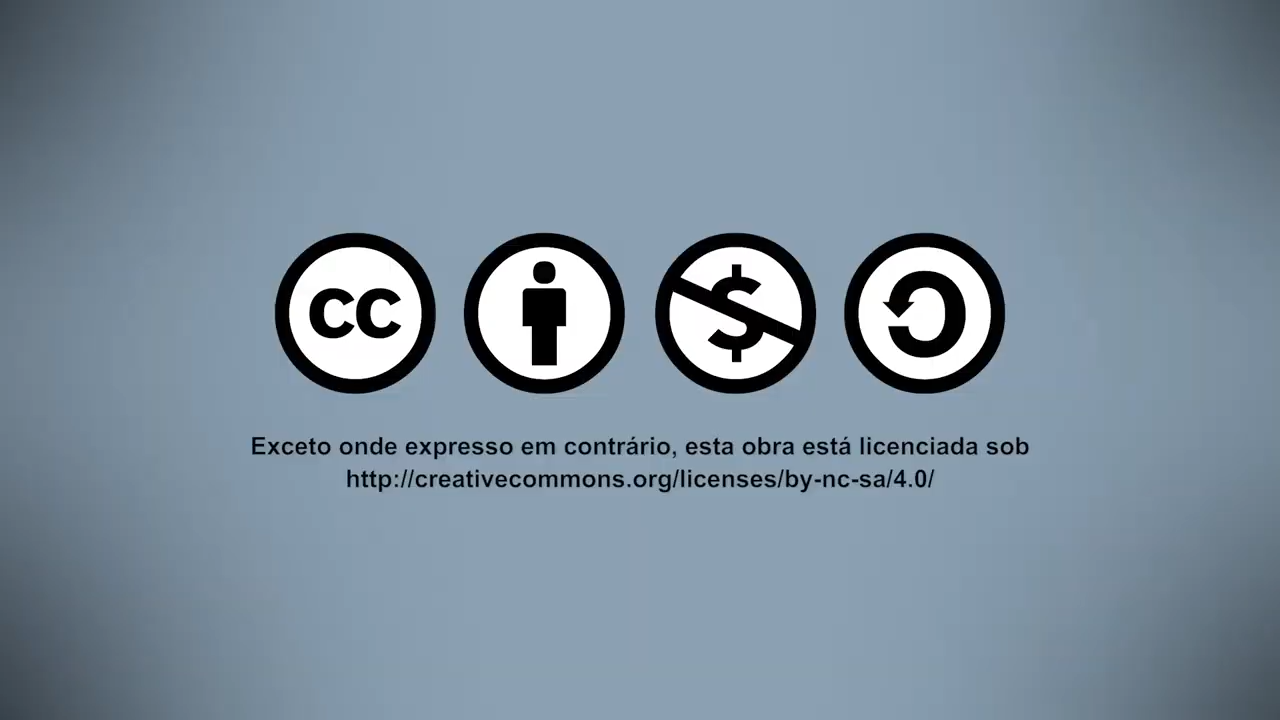 cc
Exceto onde expresso em contrário, esta obra está licenciada sob
http://creativecommons.org/licenses/by-nc-sa/4.0/